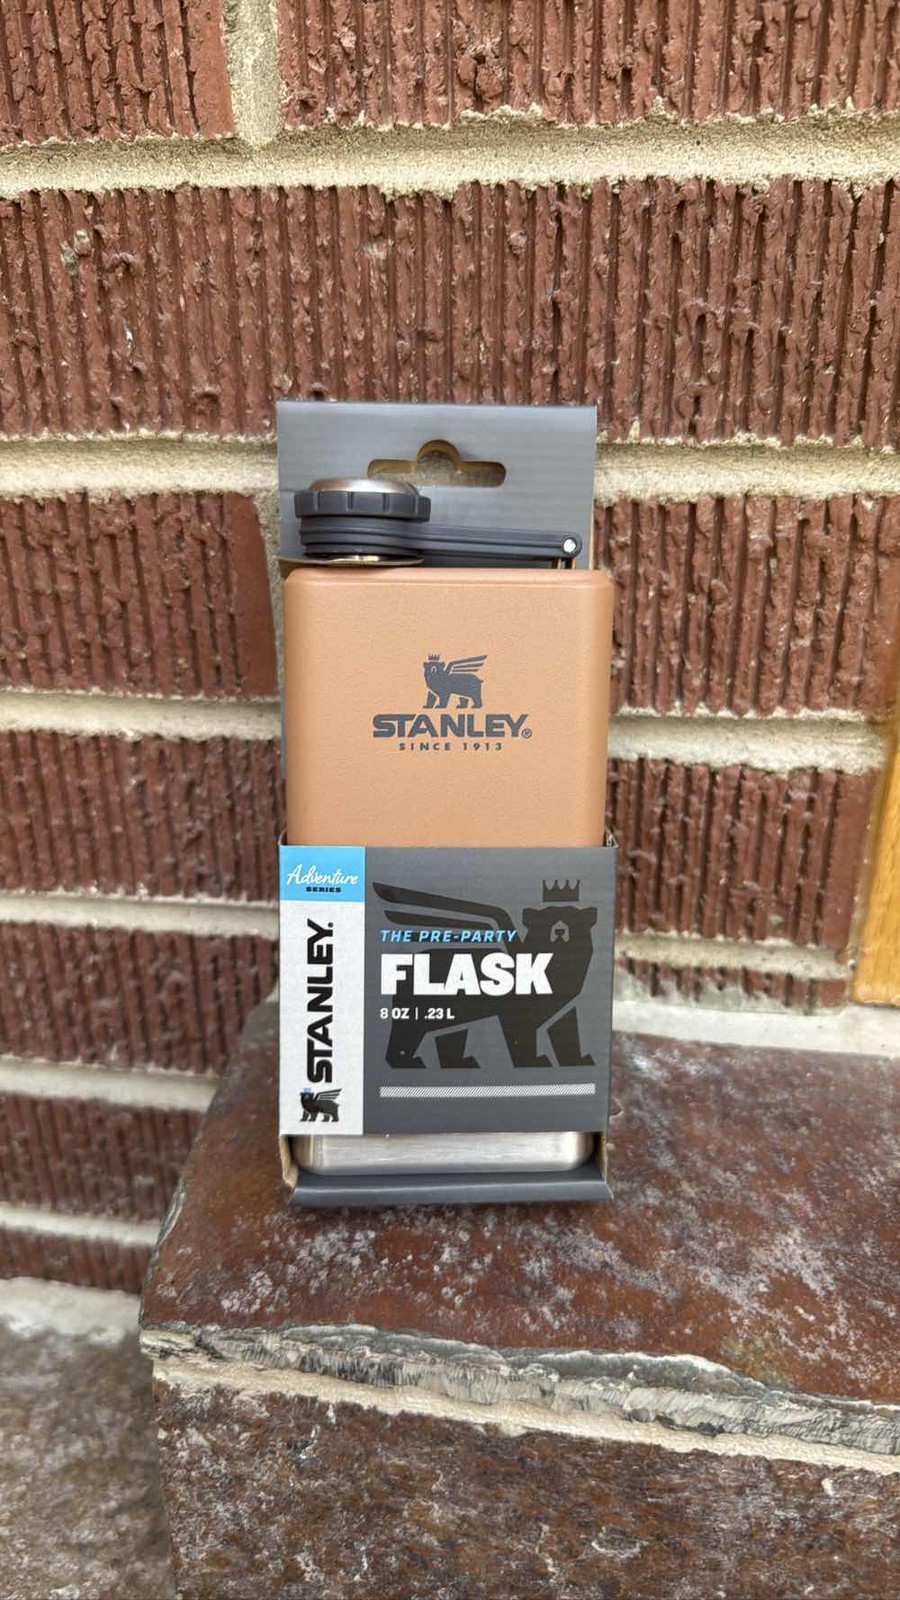 STANLEY®
SINCE 1913
Adventure
SERIES
STANLEY®
THE PRE-PARTY
FLASK
8 OZ | .23 L